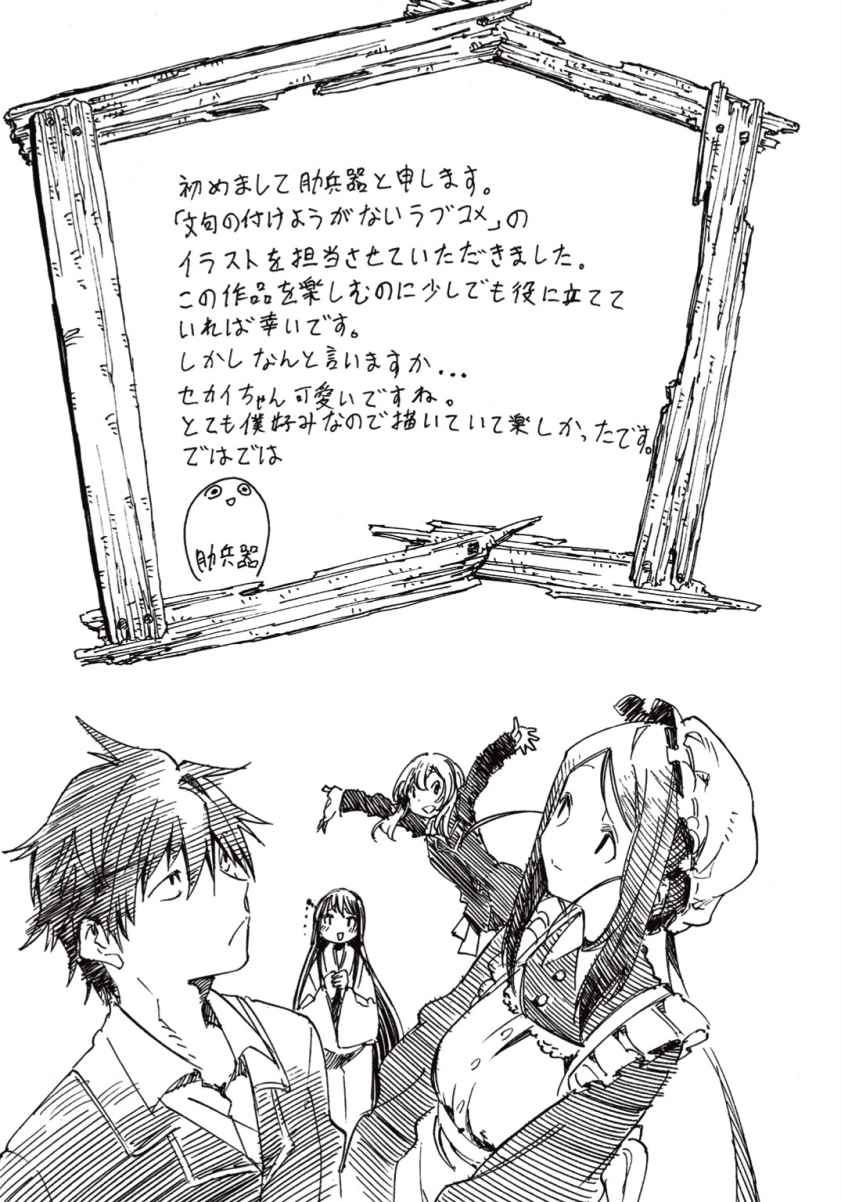 初めまして肋兵器と申します。
「文句の付けようがないラブコメ」の
イラストを担当させていただきました。
この作品を楽しむのに少しでも役に立てて
いれば幸いです。
しかしなんと言いますか...
セカイちゃん可愛いですね。
とても僕好みなので描いていて楽しかったです。
ではでは
肋兵器